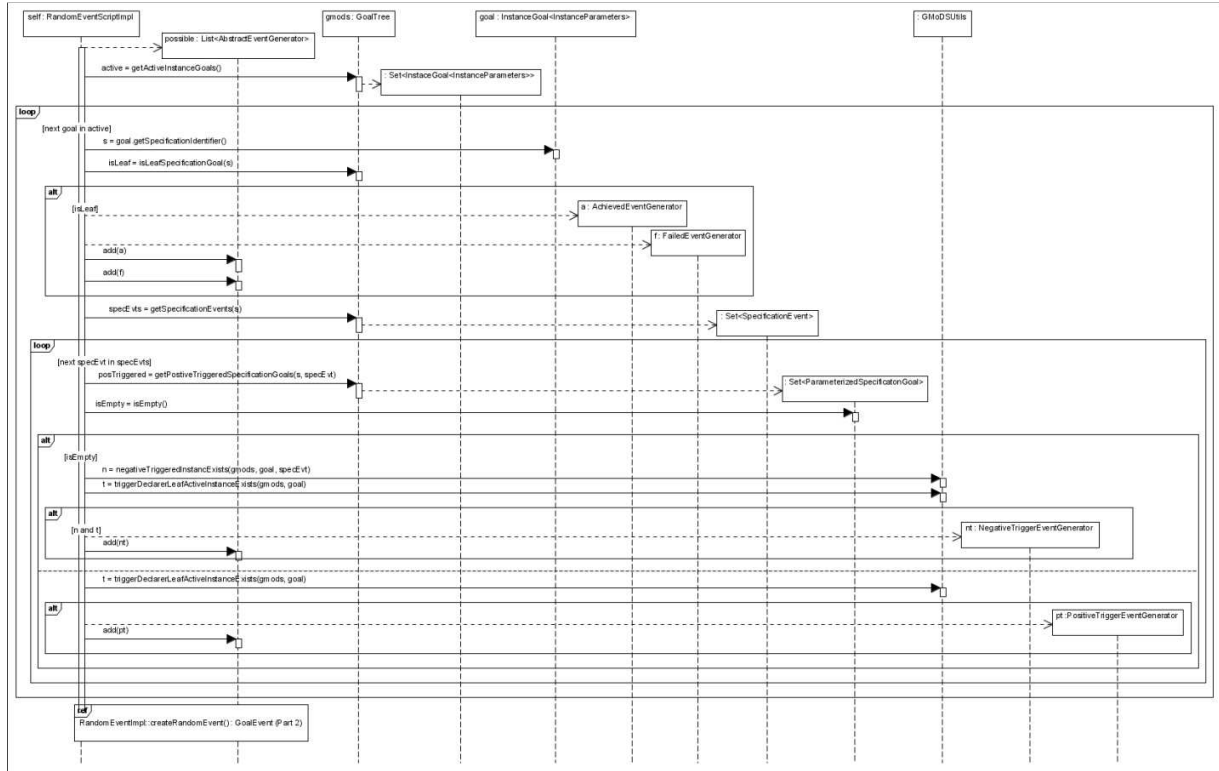 self : RandomEventScriptImpl
gmods : GoalTree
goal : InstanceGoal<InstanceParameters>
: GMoDSUtils
possible : List<AbstractEventGenerator>
active = getActiveInstanceGoals()
: Set<InstaceGoal<InstanceParameters>>
loop
[next goal in active]
s = goal.getSpecificationIdentifier()
isLeaf = isLeafSpecificationGoal(s)
alt
[isLeaf]
a : AchievedEventGenerator
f : FailedEventGenerator
add(a)
add(f)
specEvts = getSpecificationEvents(s)
: Set<SpecificationEvent>
loop
[next specEvt in specEvts]
posTriggered = getPostiveTriggeredSpecificationGoals(s, specEvt)
: Set<ParameterizedSpecificatonGoal>
isEmpty = isEmpty()
alt
[isEmpty]
n = negativeTriggeredInstancExists(gmods, goal, specEvt)
t = triggerDeclarerLeafActiveInstanceExists(gmods, goal)
alt
[n and t]
nt : NegativeTriggerEventGenerator
add(nt)
t = triggerDeclarerLeafActiveInstanceExists(gmods, goal)
alt
pt :PositiveTriggerEventGenerator
add(pt)
ref
RandomEventImpl::createRandomEvent() : GoalEvent (Part 2)